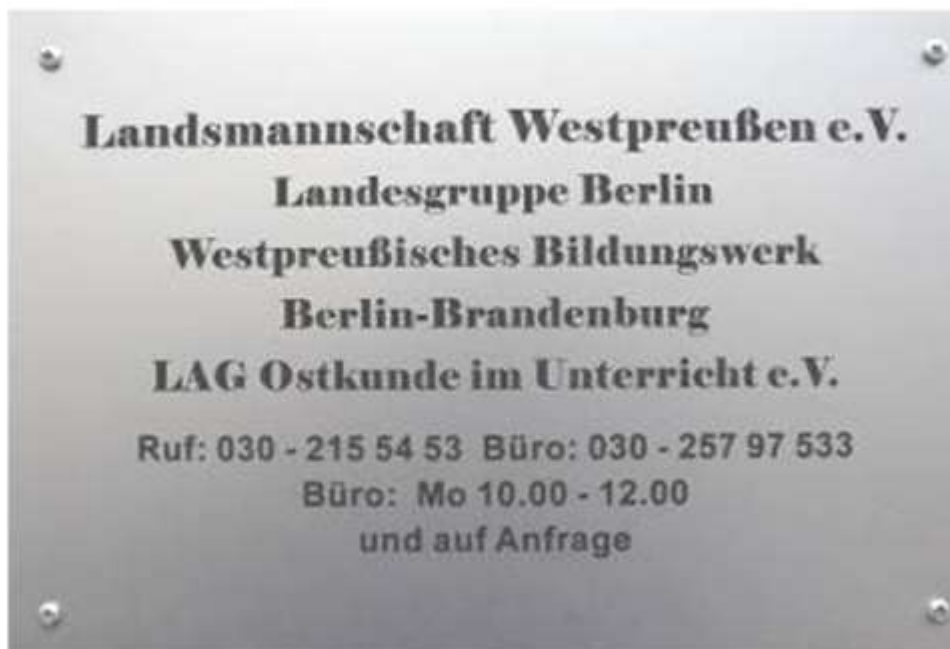 Landsmannschaft Westpreußen e.V.
Landesgruppe Berlin
Westpreußisches Bildungswerk
Berlin-Brandenburg
LAG Ostkunde im Unterricht e.V.
Ruf: 030 - 215 54 53 Büro: 030 - 257 97 533
Büro: Mo 10.00 - 12.00
und auf Anfrage